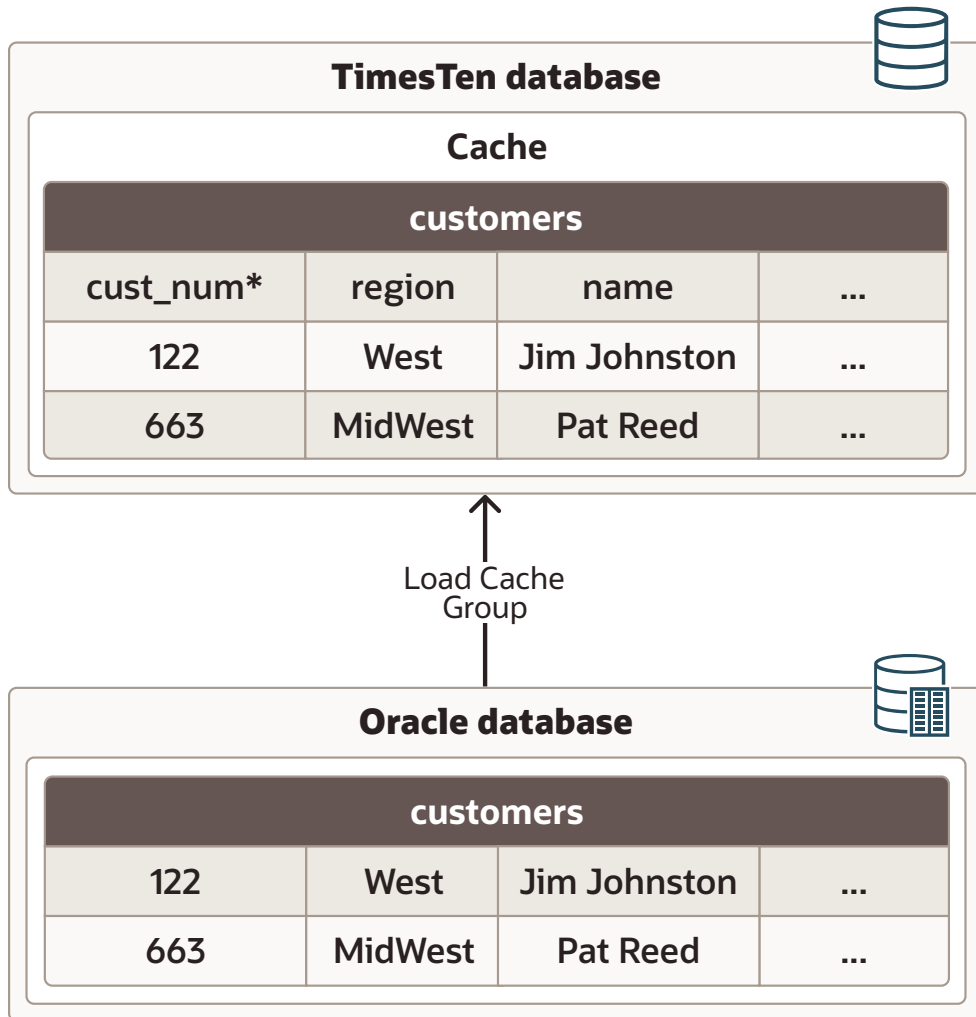 TimesTen database
Cache
customers
cust_num* region name ...
122 West Jim Johnston ...
663 MidWest Pat Reed ...
Load Cache
Group
Oracle database
customers
122 West Jim Johnston ...
663 MidWest Pat Reed ...